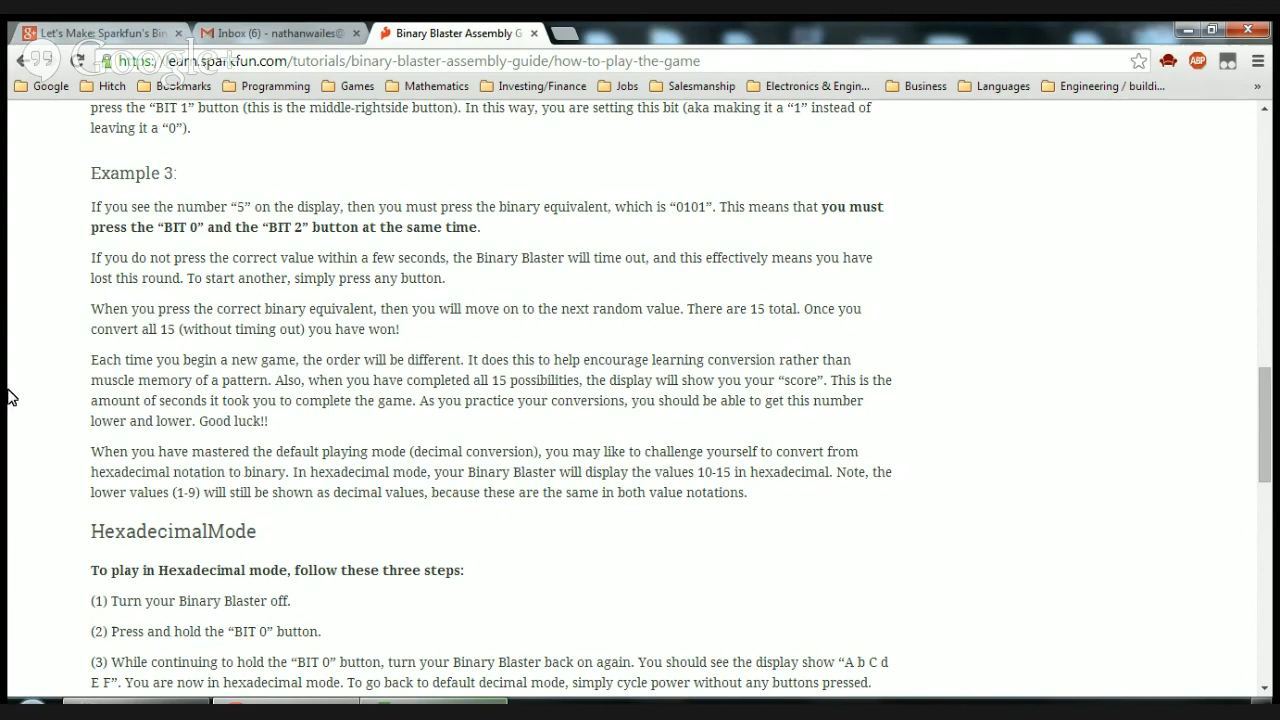 Let's Make: Sparkfun's Bin
Inbox (6) - nathanwailes@
Binary Blaster Assembly G
Google+
https://learn.sparkfun.com/tutorials/binary-blaster-assembly-guide/how-to-play-the-game
ABP
Google Hitch Bookmarks Programming Games Mathematics Investing/Finance Jobs Salesmanship Electronics & Engin... Business Languages Engineering / buildi... »
press the “BIT 1” button (this is the middle-rightside button). In this way, you are setting this bit (aka making it a “1” instead of
leaving it a “0”).
Example 3:
If you see the number “5” on the display, then you must press the binary equivalent, which is “0101”. This means that you must
press the “BIT 0” and the “BIT 2” button at the same time.
If you do not press the correct value within a few seconds, the Binary Blaster will time out, and this effectively means you have
lost this round. To start another, simply press any button.
When you press the correct binary equivalent, then you will move on to the next random value. There are 15 total. Once you
convert all 15 (without timing out) you have won!
Each time you begin a new game, the order will be different. It does this to help encourage learning conversion rather than
muscle memory of a pattern. Also, when you have completed all 15 possibilities, the display will show you your “score”. This is the
amount of seconds it took you to complete the game. As you practice your conversions, you should be able to get this number
lower and lower. Good luck!!
When you have mastered the default playing mode (decimal conversion), you may like to challenge yourself to convert from
hexadecimal notation to binary. In hexadecimal mode, your Binary Blaster will display the values 10-15 in hexadecimal. Note, the
lower values (1-9) will still be shown as decimal values, because these are the same in both value notations.
HexadecimalMode
To play in Hexadecimal mode, follow these three steps:
(1) Turn your Binary Blaster off.
(2) Press and hold the “BIT 0” button.
(3) While continuing to hold the “BIT 0” button, turn your Binary Blaster back on again. You should see the display show “A b C d
E F”. You are now in hexadecimal mode. To go back to default decimal mode, simply cycle power without any buttons pressed.